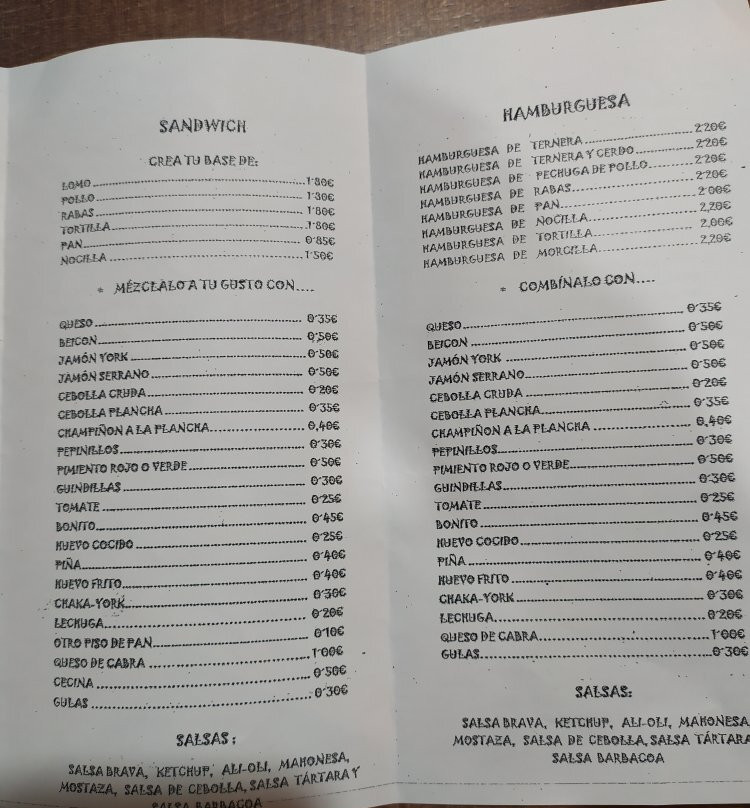 SANDWICH
CREA TU BASE DE:
LOMO 1'80€
POLLO 1'80€
RABAS 1'80€
TORTILLA 1'80€
PAN 0'85€
NOCILLA 1'50€
* MÉZCLALO A TU GUSTO CON....
QUESO 0'35€
BEICON 0'50€
JAMÓN YORK 0'50€
JAMÓN SERRANO 0'50€
CEBOLLA CRUDA 0'20€
CEBOLLA PLANCHA 0'35€
CHAMPIÑON A LA PLANCHA 0,40€
PEPINILLOS 0'30€
PIMIENTO ROJO O VERDE 0'50€
GUINDILLAS 0'30€
TOMATE 0'25€
BONITO 0'45€
HUEVO COCIDO 0'25€
PIÑA 0'40€
HUEVO FRITO 0'40€
CHAKA-YORK 0'30€
LECHUGA 0'20€
OTRO PISO DE PAN 0'10€
QUESO DE CABRA 1'00€
CECINA 0'50€
GULAS 0'30€
SALSAS:
SALSA BRAVA, KETCHUP, ALI-OLI, MAHONESA,
MOSTAZA, SALSA DE CEBOLLA, SALSA TÁRTARA Y
SALSA BARBACOA
HAMBURGUESA
HAMBURGUESA DE TERNERA 2'20€
HAMBURGUESA DE TERNERA Y CERDO 2'20€
HAMBURGUESA DE PECHUGA DE POLLO 2'20€
HAMBURGUESA DE RABAS 2'20€
HAMBURGUESA DE PAN 2'00€
HAMBURGUESA DE NOCILLA 2,20€
HAMBURGUESA DE TORTILLA 2,00€
HAMBURGUESA DE MORCILLA 2,20€
* COMBÍNALO CON....
QUESO 0'35€
BEICON 0'50€
JAMÓN YORK 0'50€
JAMÓN SERRANO 0'50€
CEBOLLA CRUDA 0'20€
CEBOLLA PLANCHA 0'35€
CHAMPIÑON A LA PLANCHA 0,40€
PEPINILLOS 0'30€
PIMIENTO ROJO O VERDE 0'50€
GUINDILLAS 0'30€
TOMATE 0'25€
BONITO 0'45€
HUEVO COCIDO 0'25€
PIÑA 0'40€
HUEVO FRITO 0'40€
CHAKA-YORK 0'30€
LECHUGA 0'20€
QUESO DE CABRA 1'00€
GULAS 0'30€
SALSAS:
SALSA BRAVA, KETCHUP, ALI-OLI, MAHONESA,
MOSTAZA, SALSA DE CEBOLLA, SALSA TÁRTARA
SALSA BARBACOA